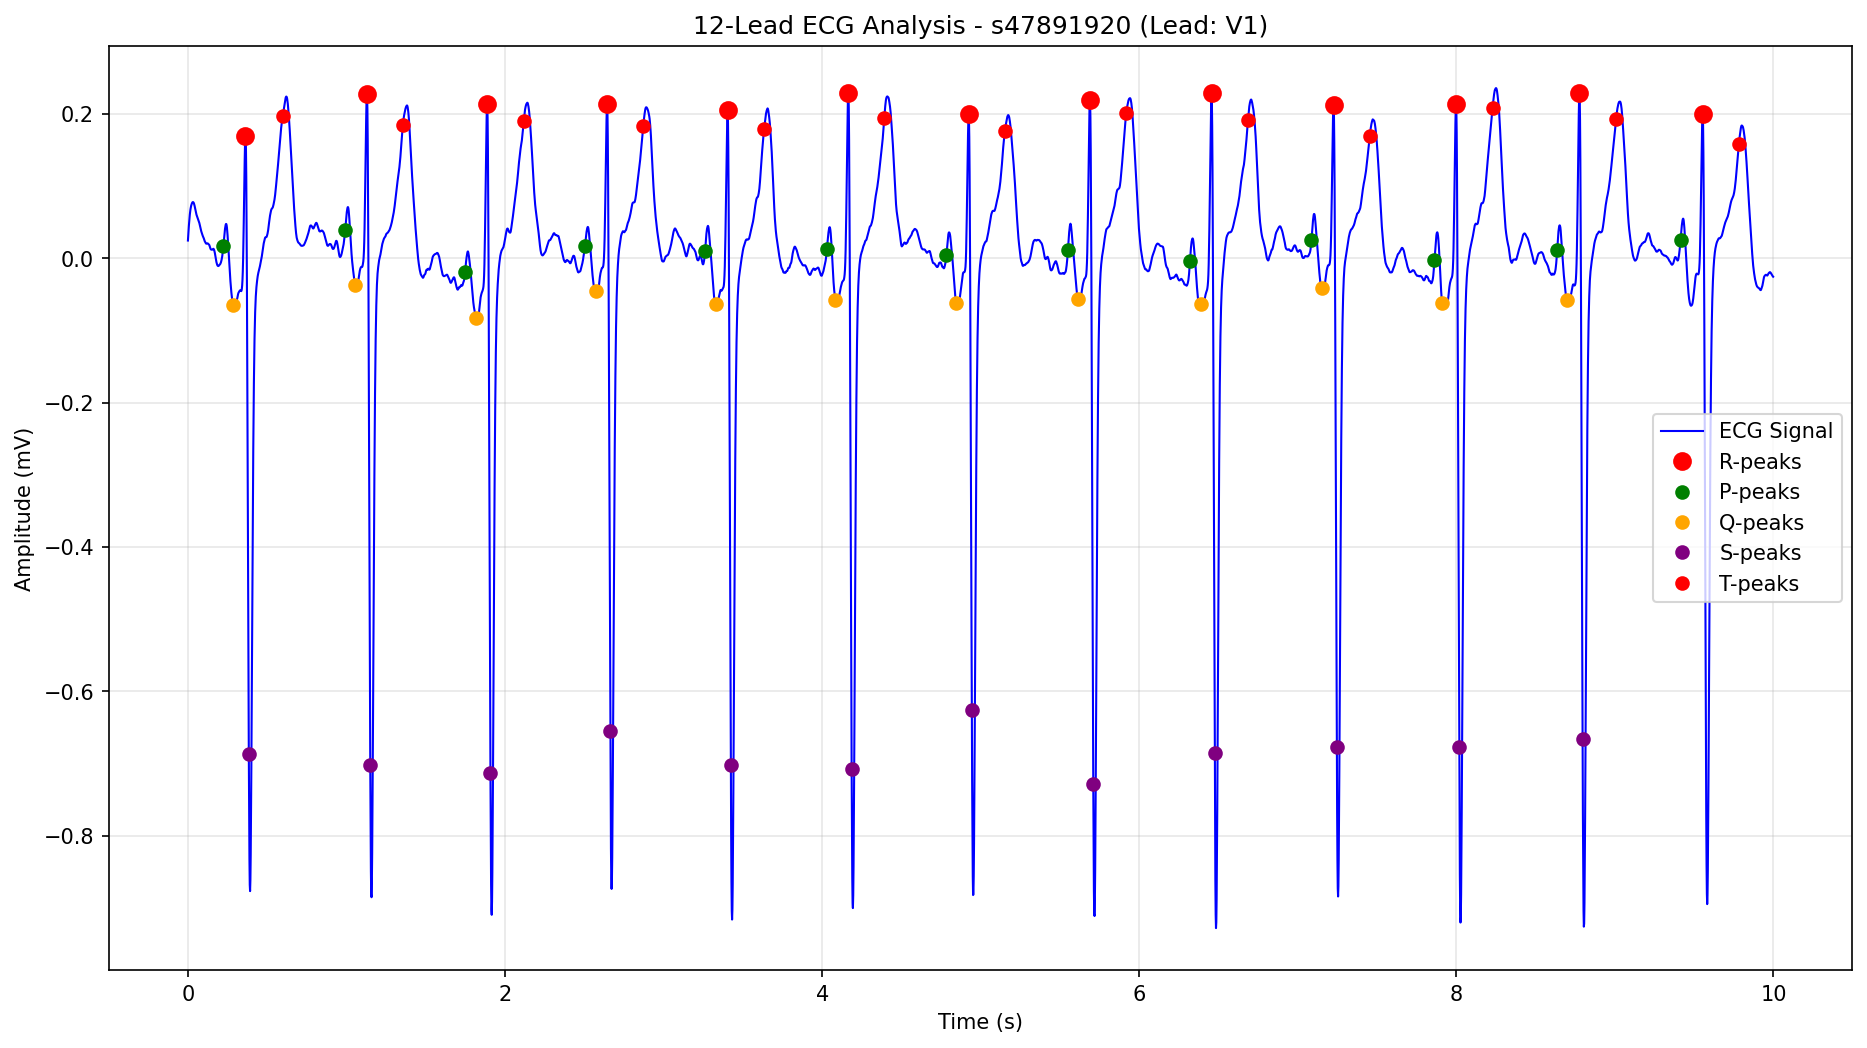 12-Lead ECG Analysis - s47891920 (Lead: V1)
Amplitude (mV)
0.2
0.0
−0.2
−0.4
−0.6
−0.8
ECG Signal
R-peaks
P-peaks
Q-peaks
S-peaks
T-peaks
0 2 4 6 8 10
Time (s)